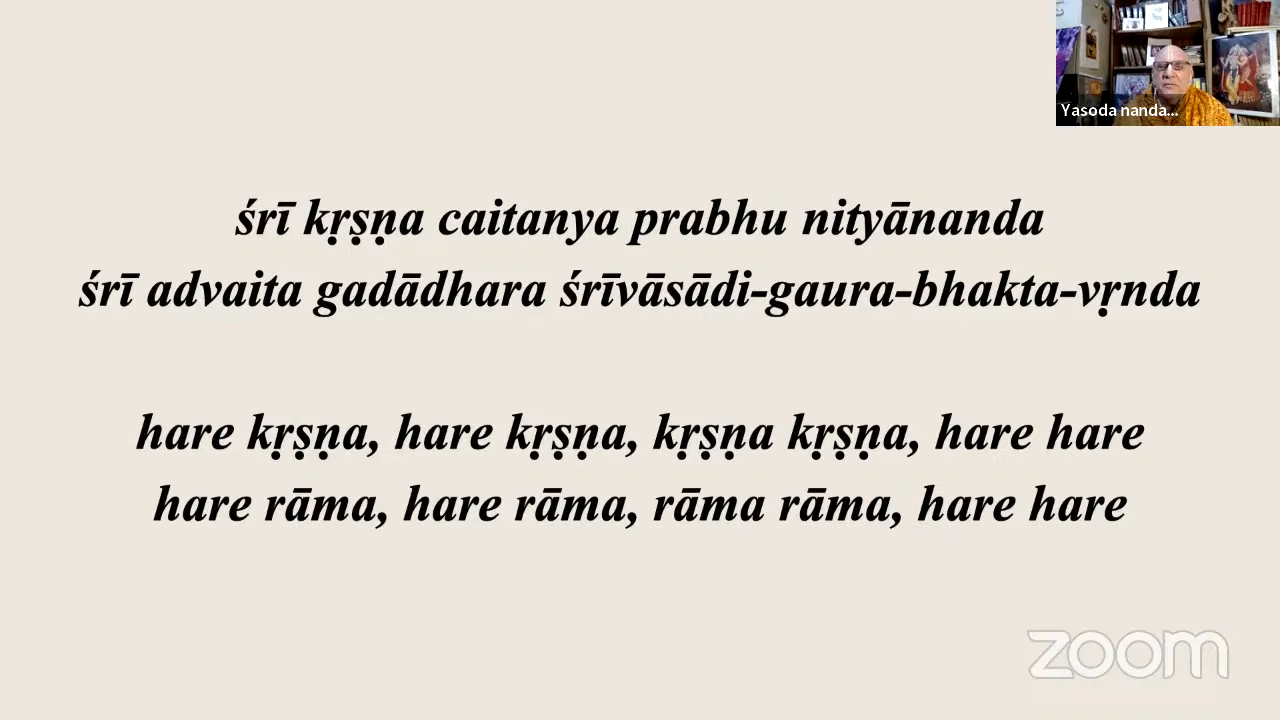 Yasoda nanda...
śrī kṛṣṇa caitanya prabhu nityānanda
śrī advaita gadādhara śrīvāsādi-gaura-bhakta-vṛnda
hare kṛṣṇa, hare kṛṣṇa, kṛṣṇa kṛṣṇa, hare hare
hare rāma, hare rāma, rāma rāma, hare hare
zoom